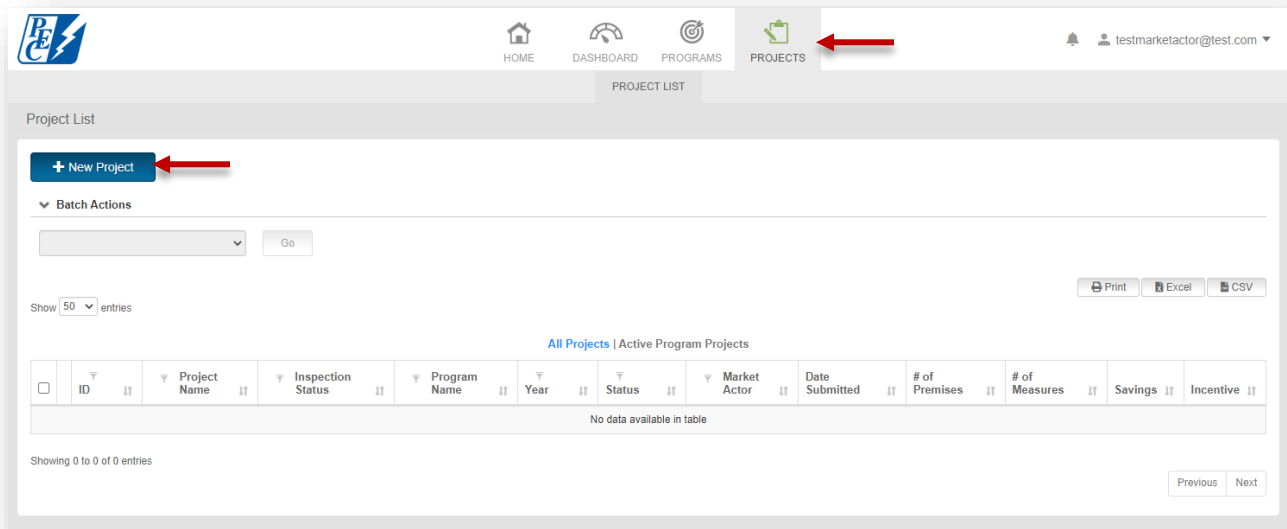 PEC
HOME DASHBOARD PROGRAMS PROJECTS testmarketactor@test.com
PROJECT LIST
Project List
+ New Project
Batch Actions
Go
Print Excel CSV
Show 50 entries
All Projects | Active Program Projects
ID Project Name Inspection Status Program Name Year Status Market Actor Date Submitted # of Premises # of Measures Savings Incentive
No data available in table
Showing 0 to 0 of 0 entries
Previous Next